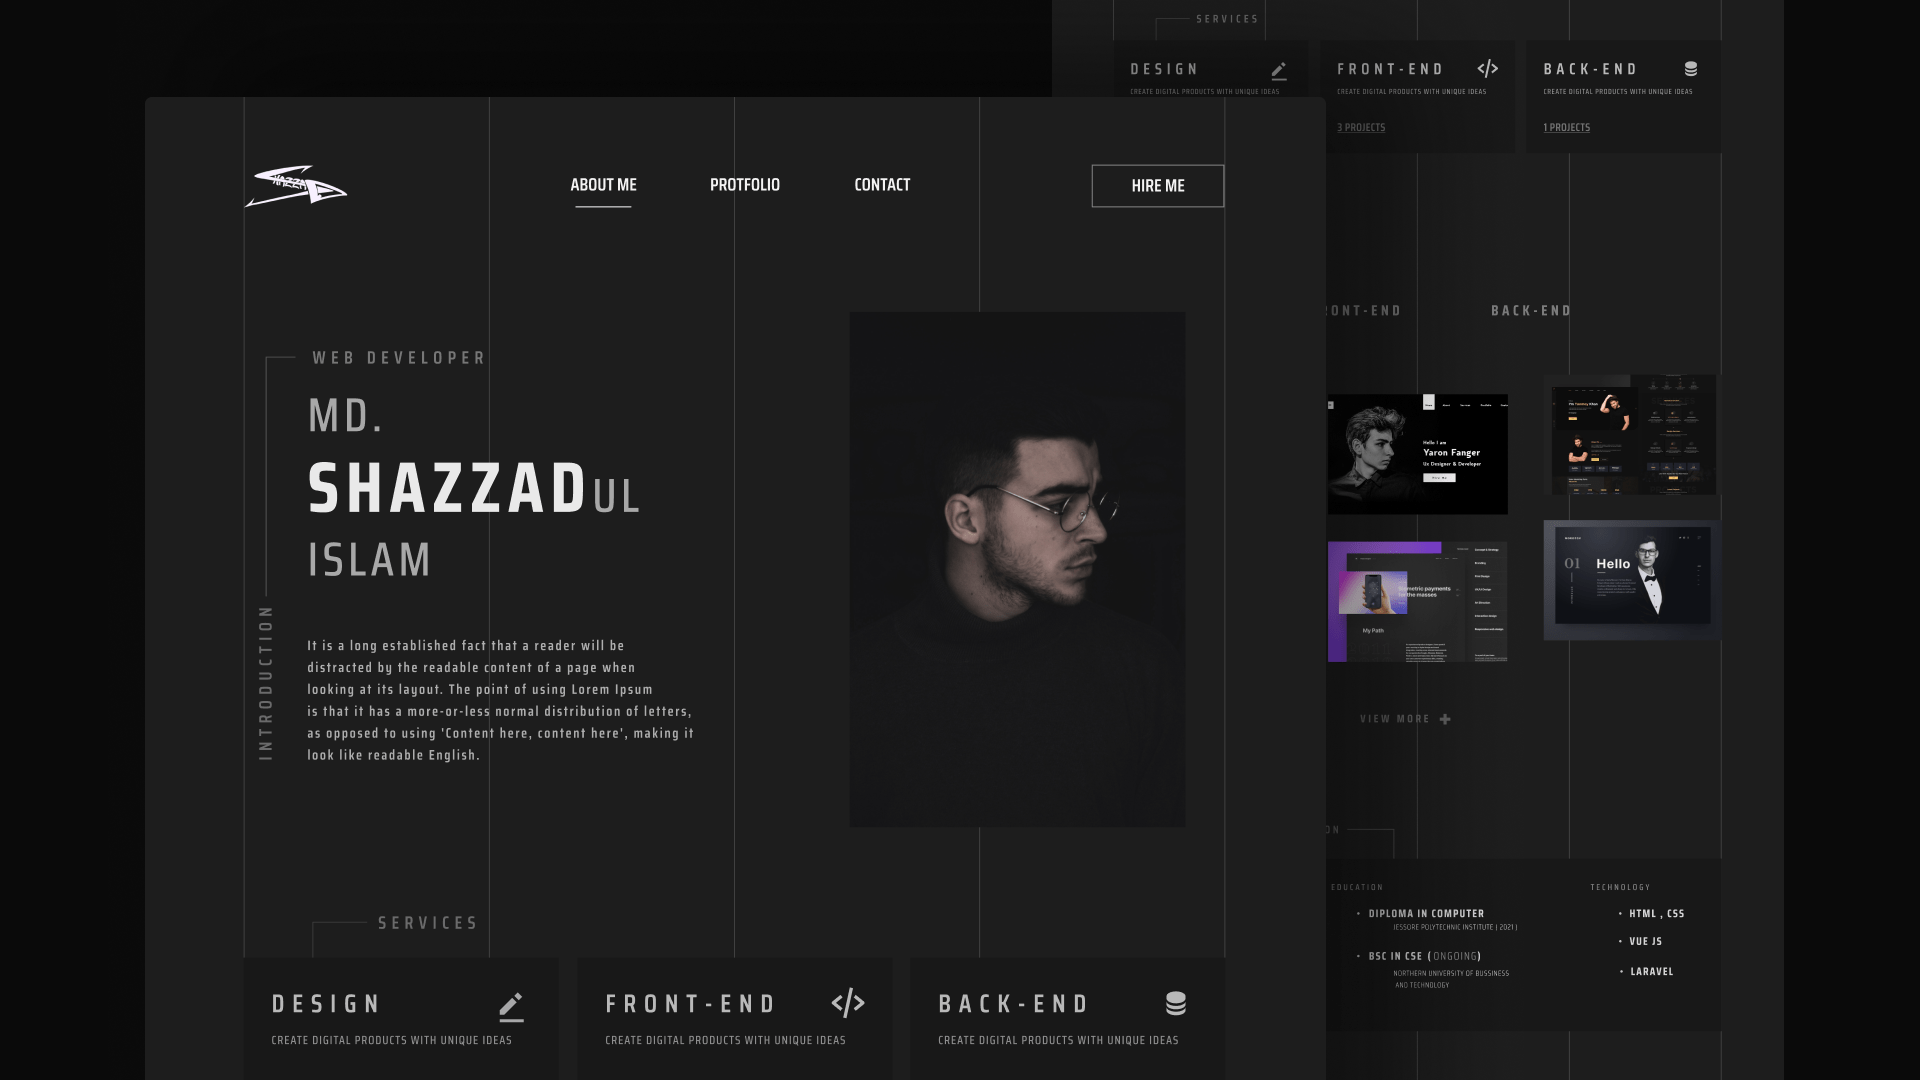 SERVICES
DESIGN
FRONT-END
BACK-END
CREATE DIGITAL PRODUCTS WITH UNIQUE IDEAS
CREATE DIGITAL PRODUCTS WITH UNIQUE IDEAS
CREATE DIGITAL PRODUCTS WITH UNIQUE IDEAS
3 PROJECTS
1 PROJECTS
ABOUT ME
PROTFOLIO
CONTACT
HIRE ME
WEB DEVELOPER
MD.
SHAZZADUL
ISLAM
INTRODUCTION
It is a long established fact that a reader will be
distracted by the readable content of a page when
looking at its layout. The point of using Lorem Ipsum
is that it has a more-or-less normal distribution of letters,
as opposed to using 'Content here, content here', making it
look like readable English.
SERVICES
DESIGN
CREATE DIGITAL PRODUCTS WITH UNIQUE IDEAS
FRONT-END
CREATE DIGITAL PRODUCTS WITH UNIQUE IDEAS
BACK-END
CREATE DIGITAL PRODUCTS WITH UNIQUE IDEAS
ONT-END
BACK-END
Hello I am
Yaron Fanger
Ux Designer & Developer
ometric payments
the masses
My Path
01
Hello
VIEW MORE
ON
EDUCATION
• DIPLOMA IN COMPUTER
JESSORE POLYTECHNIC INSTITUTE ( 2021 )
• BSC IN CSE ( ONGOING)
NORTHERN UNIVERSITY OF BUSSINESS
AND TECHNOLOGY
TECHNOLOGY
• HTML , CSS
• VUE JS
• LARAVEL